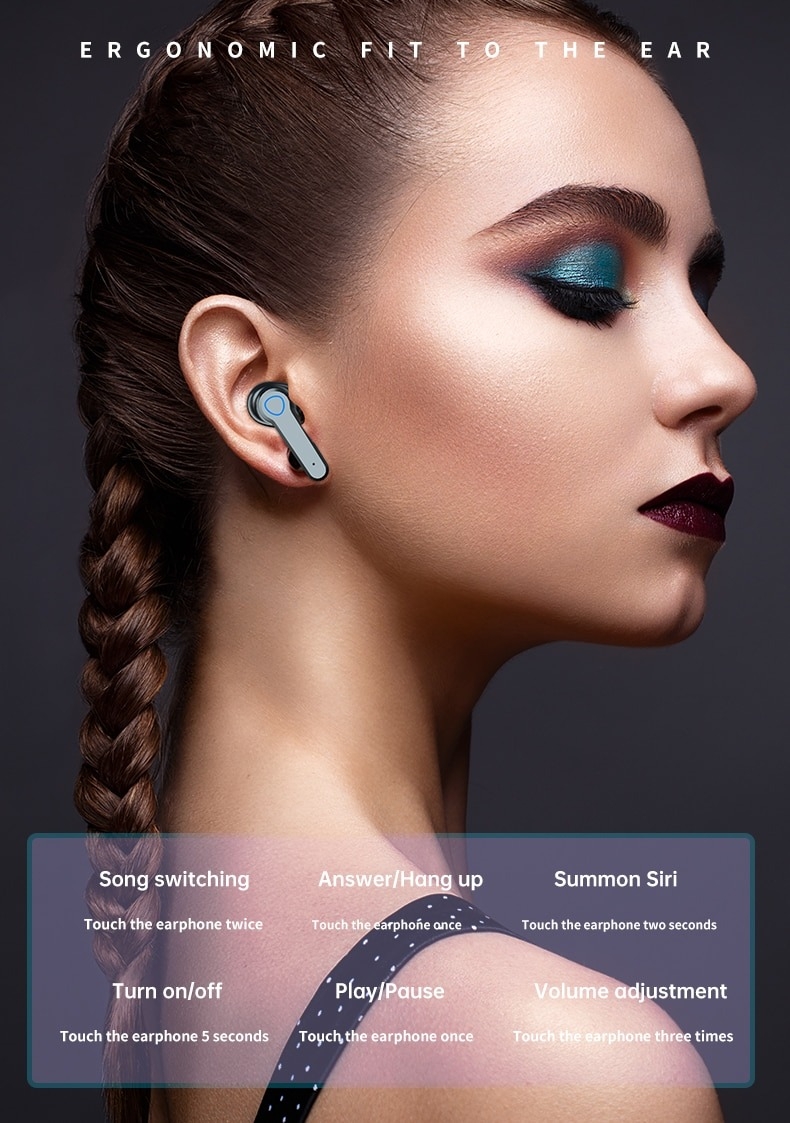 ERGONOMIC FIT TO THE EAR
Song switching Answer/Hang up Summon Siri
Touch the earphone twice Touch the earphone once Touch the earphone two seconds
Turn on/off Play/Pause Volume adjustment
Touch the earphone 5 seconds Touch the earphone once Touch the earphone three times